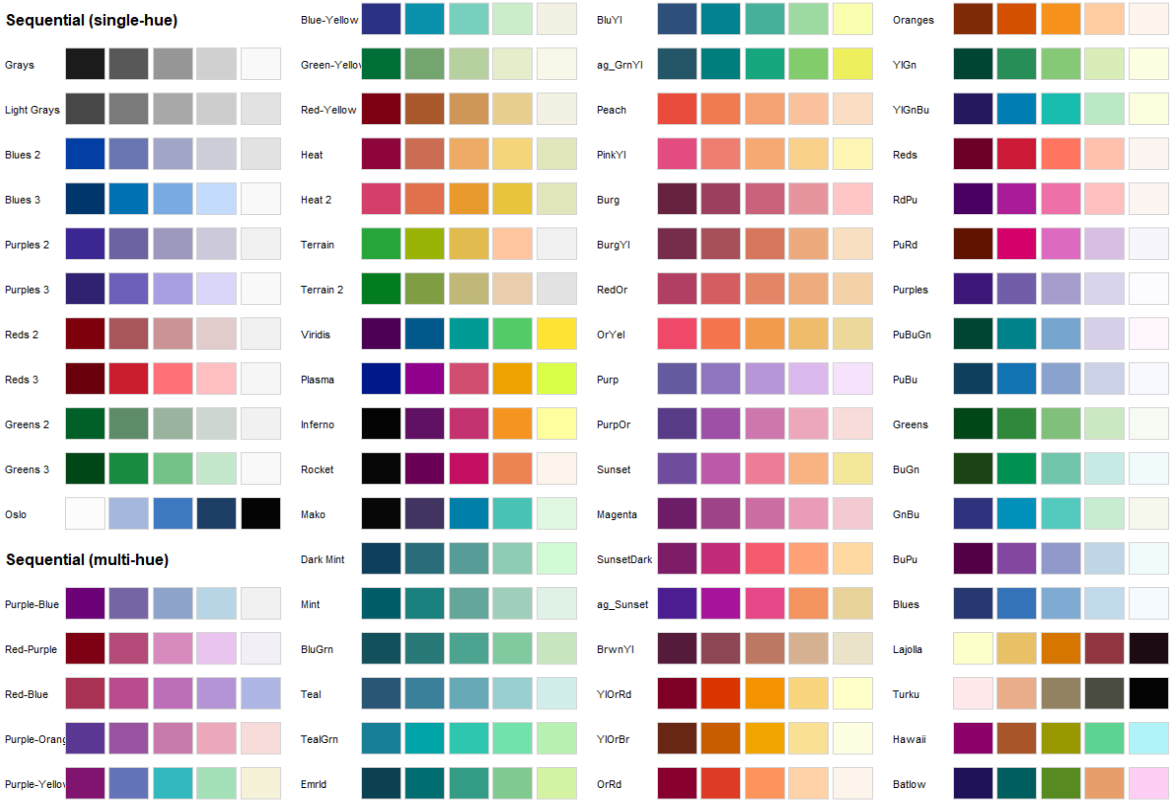 Sequential (single-hue)
Grays
Light Grays
Blues 2
Blues 3
Purples 2
Purples 3
Reds 2
Reds 3
Greens 2
Greens 3
Oslo
Sequential (multi-hue)
Purple-Blue
Red-Purple
Red-Blue
Purple-Orang
Purple-Yellov
Blue-Yellow
Green-Yellov
Red-Yellow
Heat
Heat 2
Terrain
Terrain 2
Viridis
Plasma
Inferno
Rocket
Mako
Dark Mint
Mint
BluGrn
Teal
TealGrn
Emrld
BluYl
ag_GrnYl
Peach
PinkYl
Burg
BurgYl
RedOr
OrYel
Purp
PurpOr
Sunset
Magenta
SunsetDark
ag_Sunset
BrwnYl
YlOrRd
YlOrBr
OrRd
Oranges
YlGn
YlGnBu
Reds
RdPu
PuRd
Purples
PuBuGn
PuBu
Greens
BuGn
GnBu
BuPu
Blues
Lajolla
Turku
Hawaii
Batlow